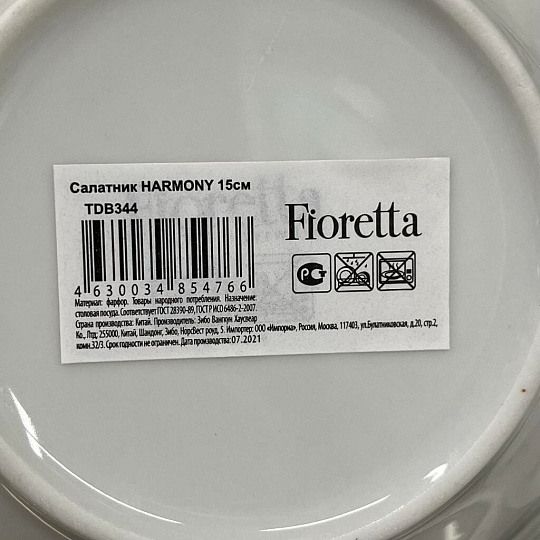 Салатник HARMONY 15см
TDB344
Fioretta
4 630034 854766
Материал: фарфор. Товары народного потребления. Назначение:
столовая посуда. Соответствует ГОСТ 28390-89, ГОСТ Р ИСО 6486-2-2007.
Страна производства: Китай. Производитель: Зибо Вангкун Хаусвар
Ко., Лтд; 255000, Китай, Шандонг, Зибо, НорсВест роуд, 5. Импортер: ООО «Импорма», Россия, Москва, 117403, ул.Булатниковская, д.20, стр.2,
комн.32/3. Срок годности не ограничен. Дата производства: 07.2021